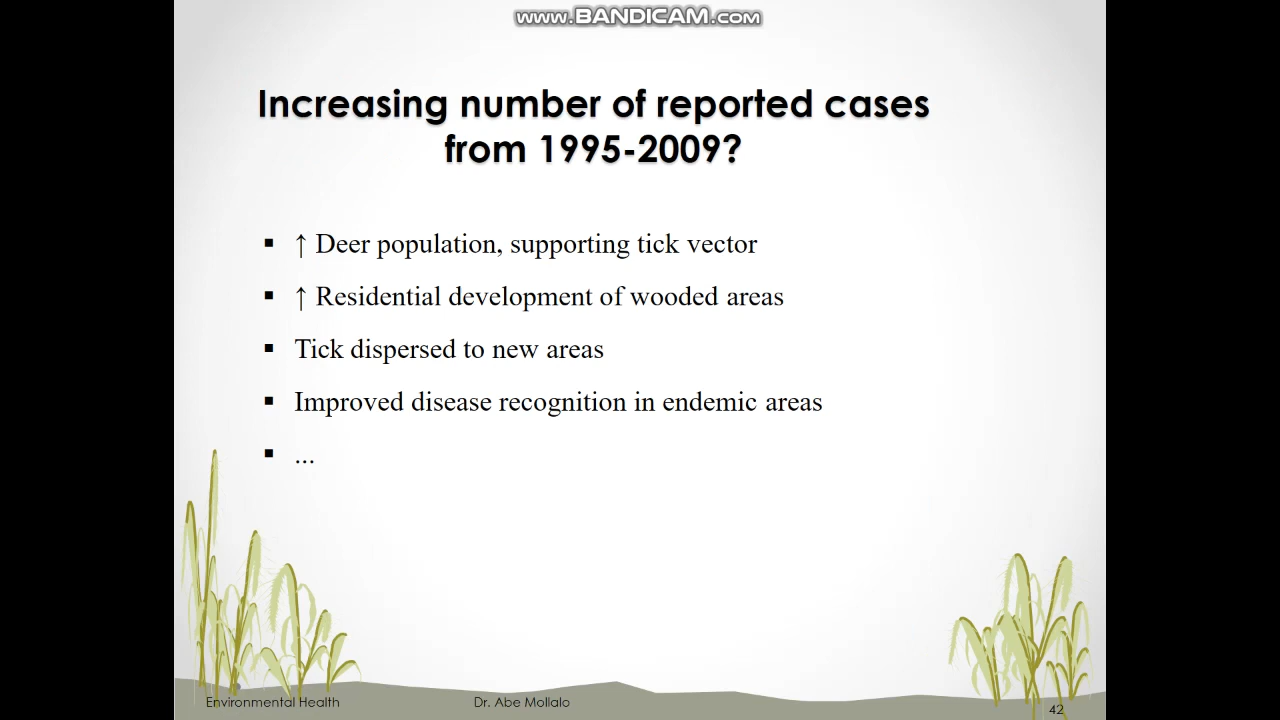 www.BANDICAM.com
Increasing number of reported cases
from 1995-2009?
▪ ↑ Deer population, supporting tick vector
▪ ↑ Residential development of wooded areas
▪ Tick dispersed to new areas
▪ Improved disease recognition in endemic areas
▪ ...
Environmental Health Dr. Abe Mollalo 42